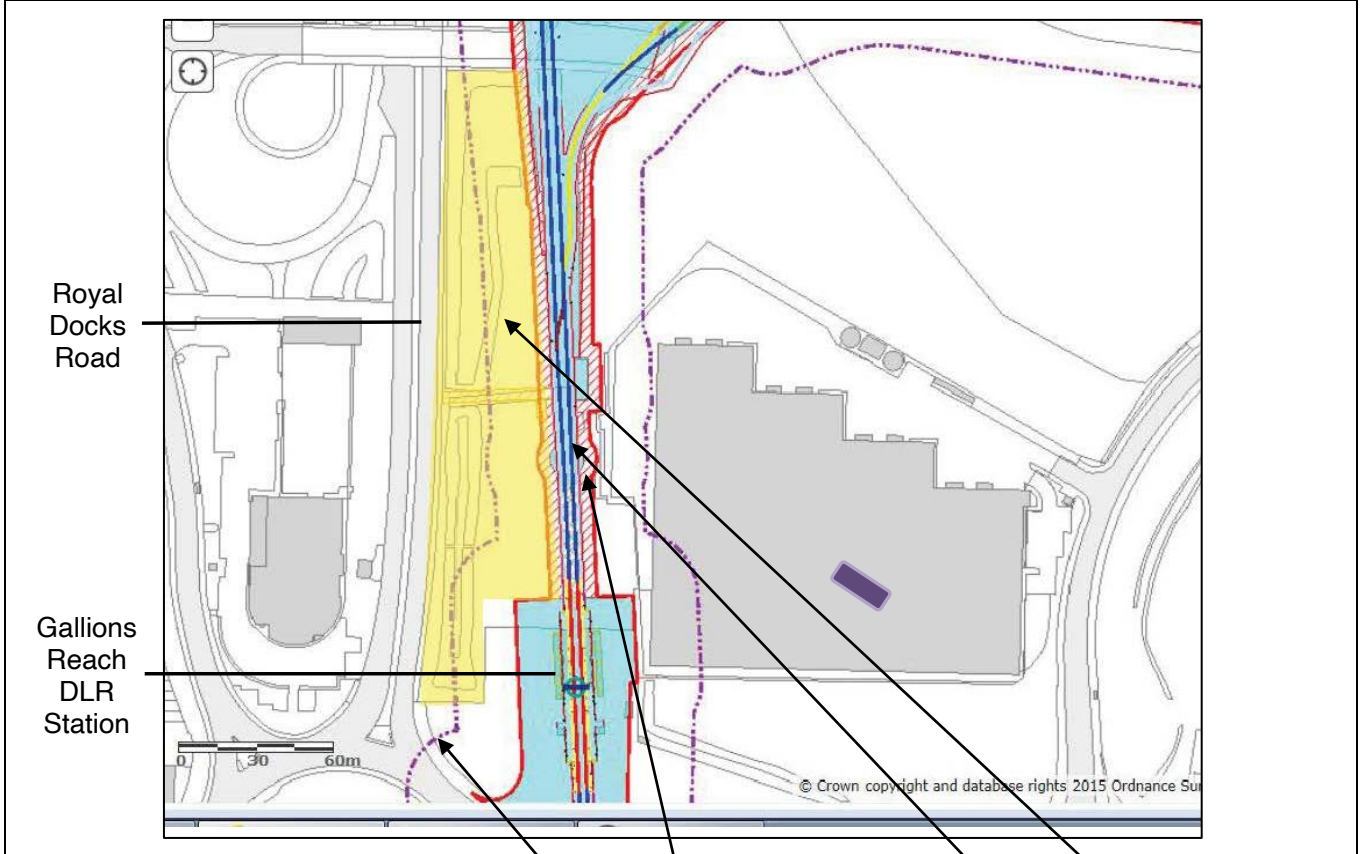 Royal
Docks
Road
Gallions
Reach
DLR
Station
0 30 60m
© Crown copyright and database rights 2015 Ordnance Sur